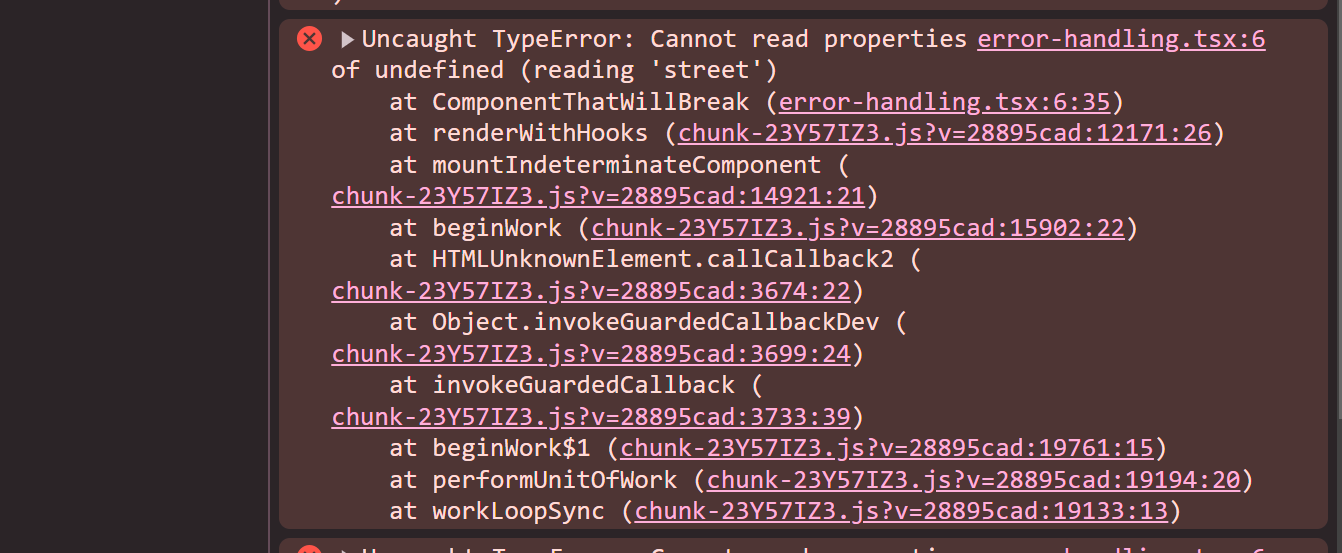 Uncaught TypeError: Cannot read properties error-handling.tsx:6
of undefined (reading 'street')
at ComponentThatWillBreak (error-handling.tsx:6:35)
at renderWithHooks (chunk-23Y57IZ3.js?v=28895cad:12171:26)
at mountIndeterminateComponent (
chunk-23Y57IZ3.js?v=28895cad:14921:21)
at beginWork (chunk-23Y57IZ3.js?v=28895cad:15902:22)
at HTMLUnknownElement.callCallback2 (
chunk-23Y57IZ3.js?v=28895cad:3674:22)
at Object.invokeGuardedCallbackDev (
chunk-23Y57IZ3.js?v=28895cad:3699:24)
at invokeGuardedCallback (
chunk-23Y57IZ3.js?v=28895cad:3733:39)
at beginWork$1 (chunk-23Y57IZ3.js?v=28895cad:19761:15)
at performUnitOfWork (chunk-23Y57IZ3.js?v=28895cad:19194:20)
at workLoopSync (chunk-23Y57IZ3.js?v=28895cad:19133:13)